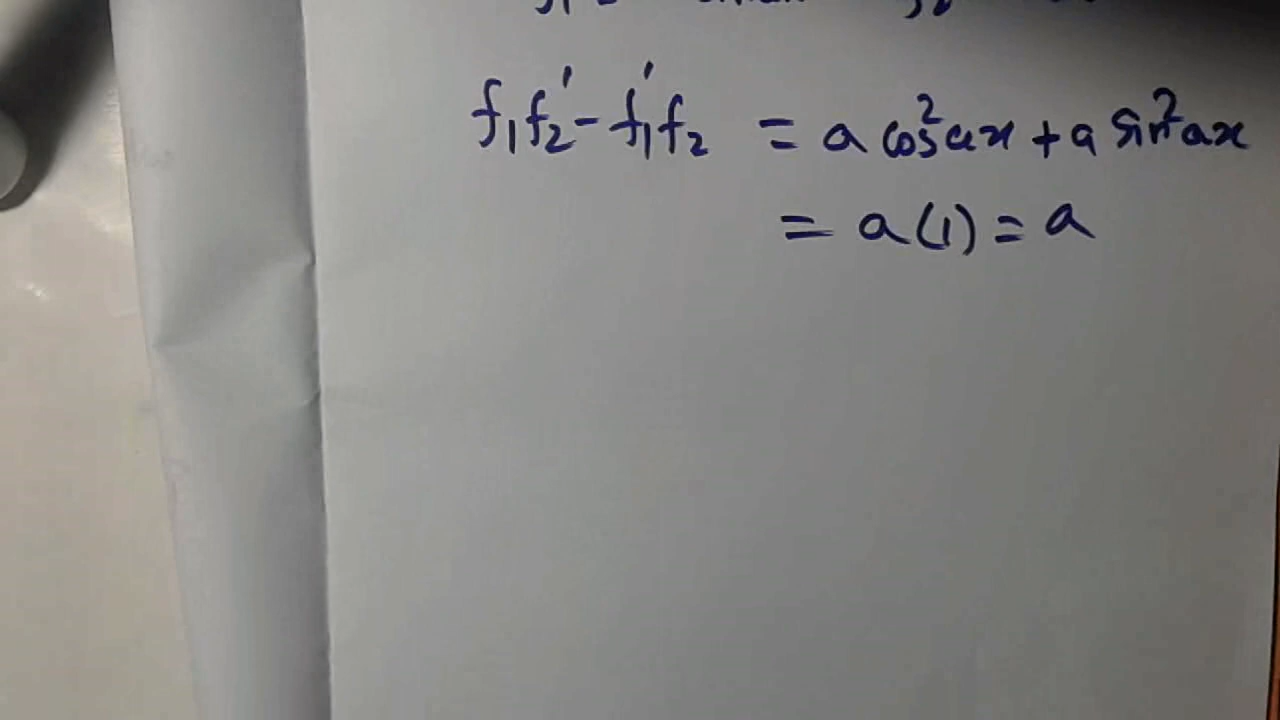 f₁f₂' - f₁'f₂ = a cos²ax + a sin²ax
= a(1) = a